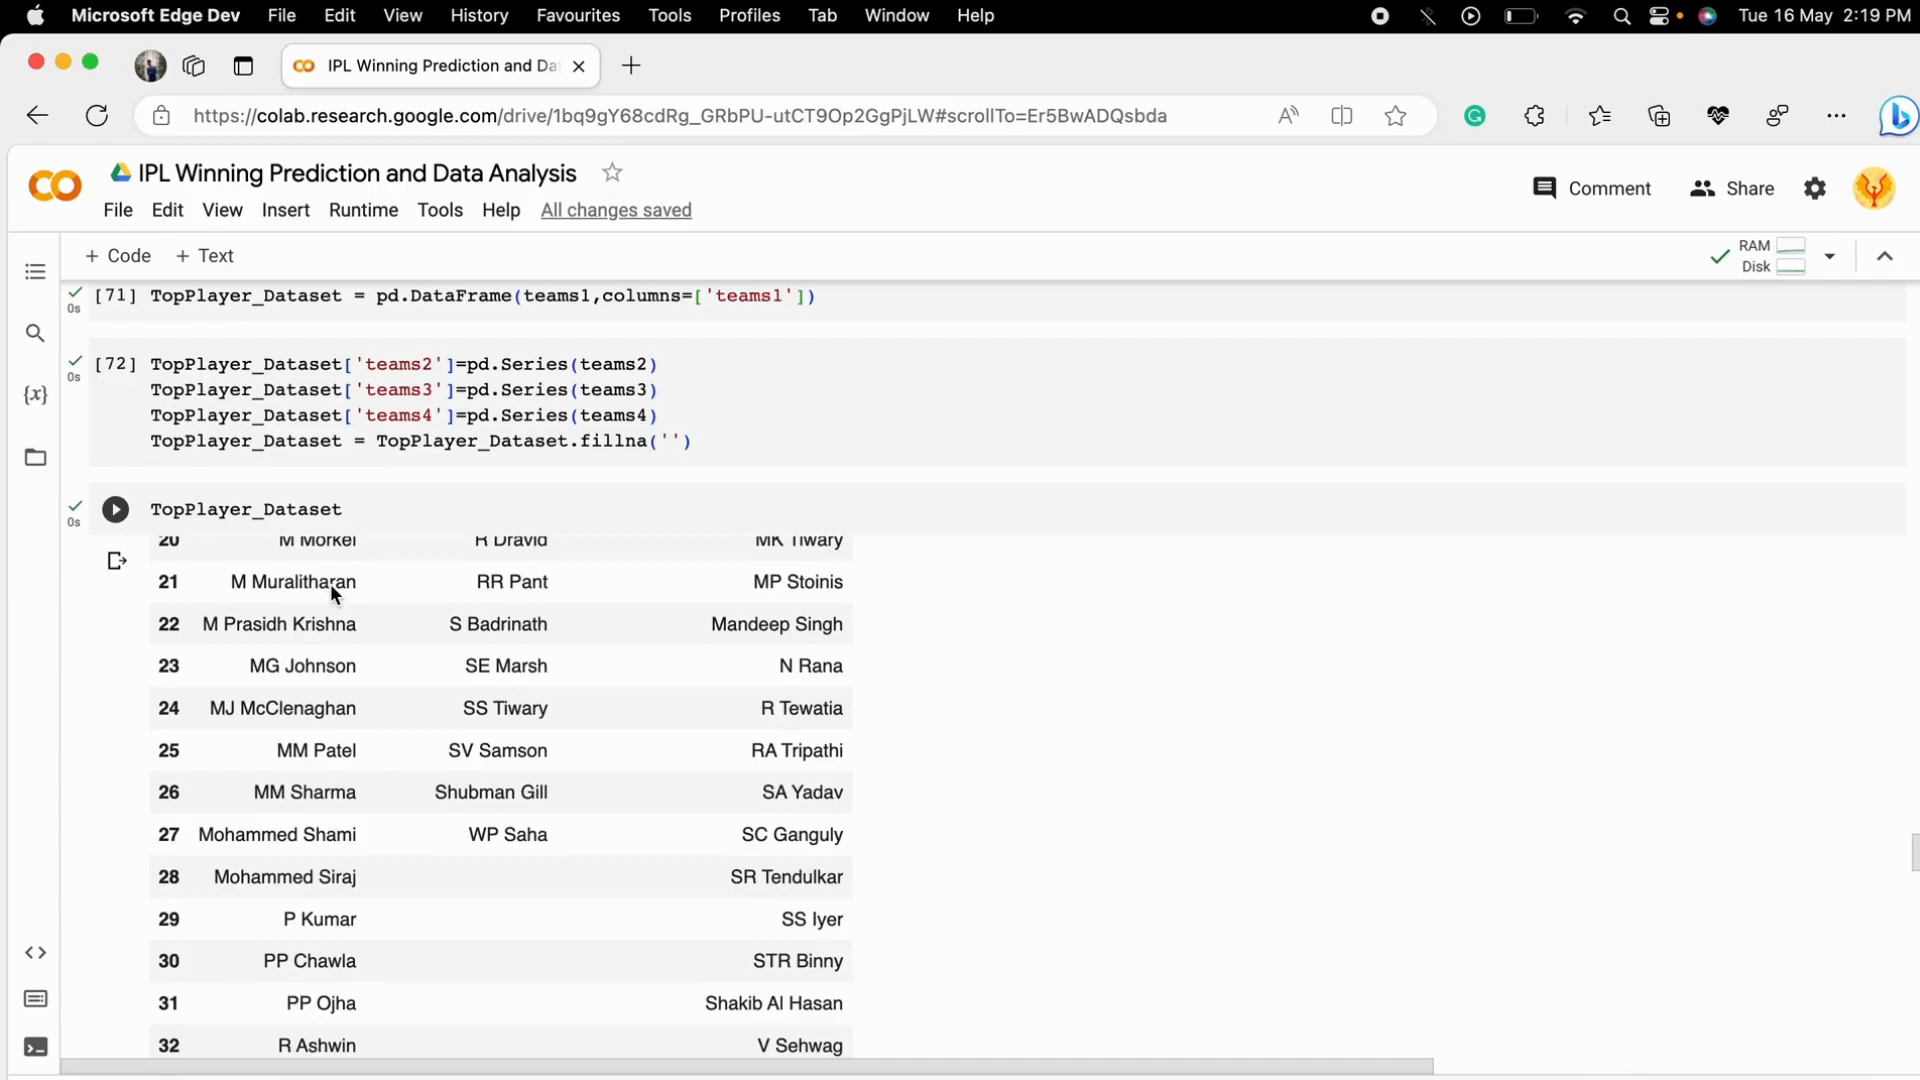 Microsoft Edge Dev File Edit View History Favourites Tools Profiles Tab Window Help Tue 16 May 2:19 PM
IPL Winning Prediction and Da
https://colab.research.google.com/drive/1bq9gY68cdRg_GRbPU-utCT9Op2GgPjLW#scrollTo=Er5BwADQsbda
IPL Winning Prediction and Data Analysis
Comment Share
File Edit View Insert Runtime Tools Help All changes saved
+ Code + Text RAM
Disk
[71] TopPlayer_Dataset = pd.DataFrame(teams1,columns=['teams1'])
0s
[72] TopPlayer_Dataset['teams2']=pd.Series(teams2)
0s
TopPlayer_Dataset['teams3']=pd.Series(teams3)
{x}
TopPlayer_Dataset['teams4']=pd.Series(teams4)
TopPlayer_Dataset = TopPlayer_Dataset.fillna('')
TopPlayer_Dataset
0s
20 M Morkel R Dravid MK Tiwary
21 M Muralitharan RR Pant MP Stoinis
22 M Prasidh Krishna S Badrinath Mandeep Singh
23 MG Johnson SE Marsh N Rana
24 MJ McClenaghan SS Tiwary R Tewatia
25 MM Patel SV Samson RA Tripathi
26 MM Sharma Shubman Gill SA Yadav
27 Mohammed Shami WP Saha SC Ganguly
28 Mohammed Siraj SR Tendulkar
29 P Kumar SS Iyer
30 PP Chawla STR Binny
31 PP Ojha Shakib Al Hasan
32 R Ashwin V Sehwag